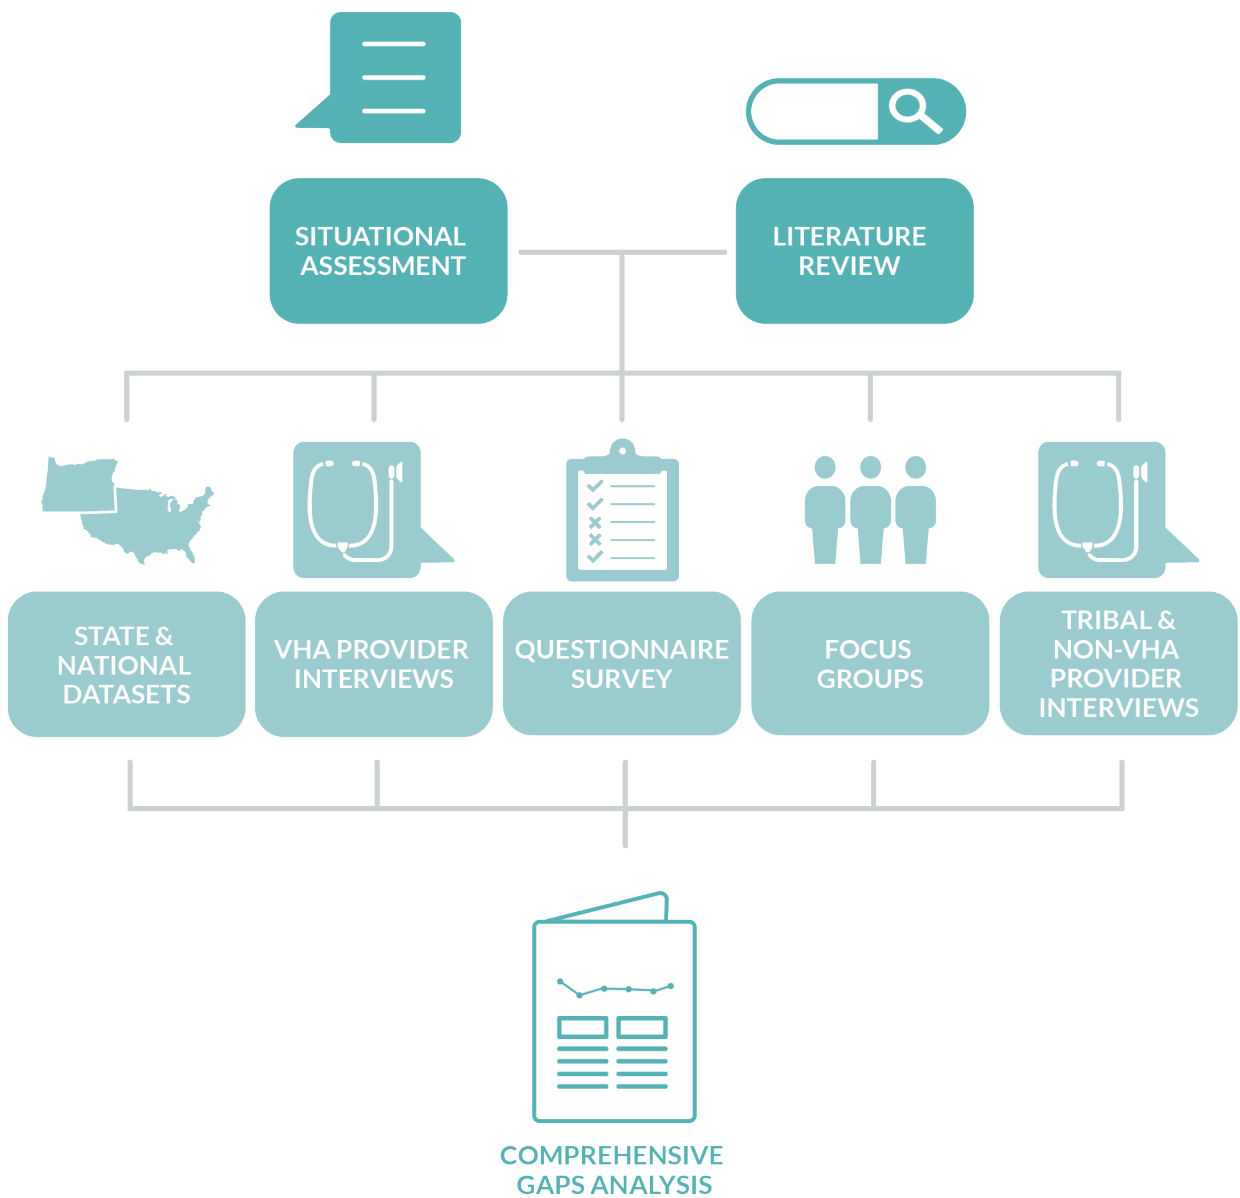 SITUATIONAL
ASSESSMENT
LITERATURE
REVIEW
STATE &
NATIONAL
DATASETS
VHA PROVIDER
INTERVIEWS
QUESTIONNAIRE
SURVEY
FOCUS
GROUPS
TRIBAL &
NON-VHA
PROVIDER
INTERVIEWS
COMPREHENSIVE
GAPS ANALYSIS